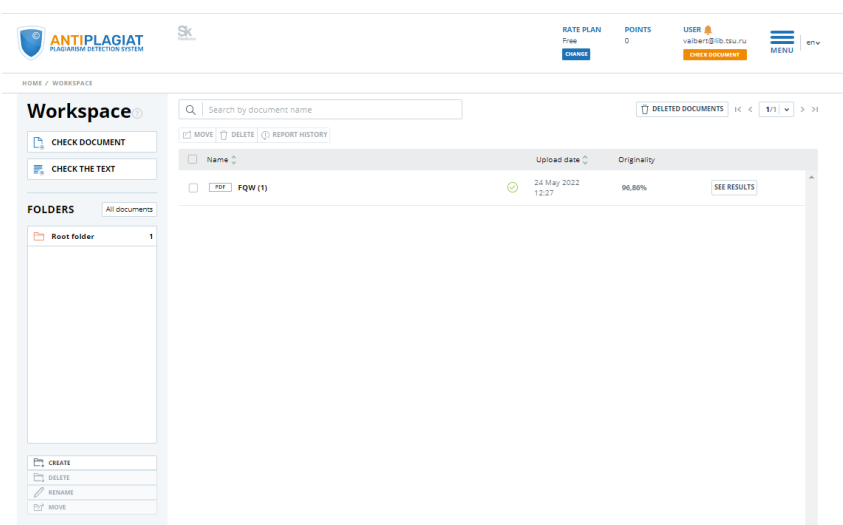 ©
ANTIPLAGIAT
PLAGIARISM DETECTION SYSTEM
Sk
RATE PLAN
Free
CHANGE
POINTS
0
USER
valbert@lib.tsu.ru
CHECK DOCUMENT
MENU
en
HOME / WORKSPACE
Workspace
?
CHECK DOCUMENT
CHECK THE TEXT
FOLDERS
All documents
Root folder 1
CREATE
DELETE
RENAME
MOVE
Search by document name
DELETED DOCUMENTS
1/1
MOVE DELETE REPORT HISTORY
Name Upload date Originality
PDF FQW (1)
24 May 2022
12:27
96,86%
SEE RESULTS